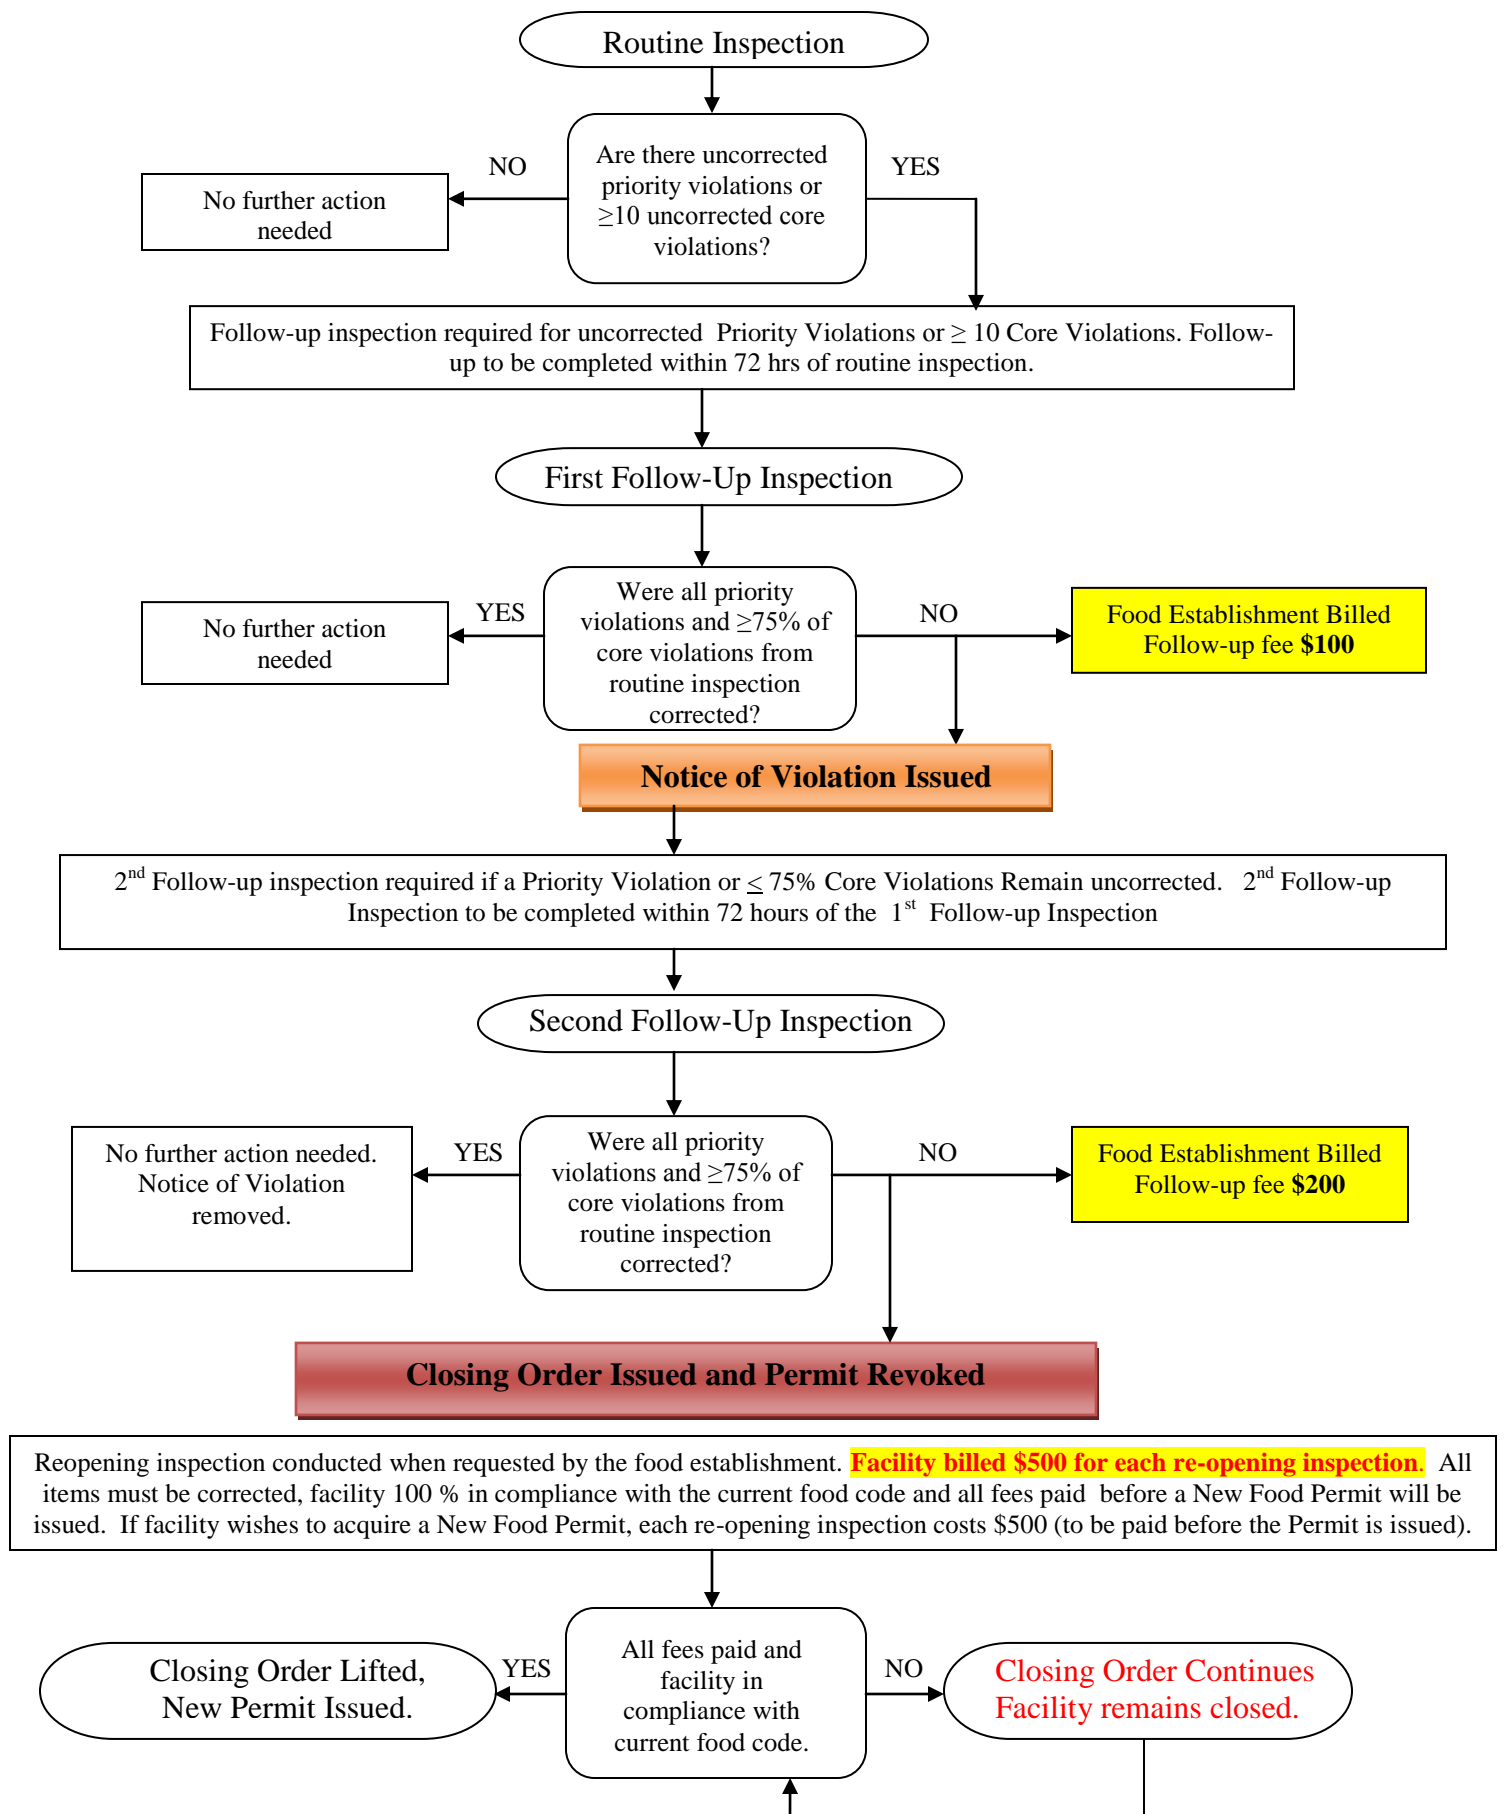 Routine Inspection
Are there uncorrected
priority violations or
≥10 uncorrected core
violations?
NO
YES
No further action
needed
Follow-up inspection required for uncorrected Priority Violations or ≥ 10 Core Violations. Follow-
up to be completed within 72 hrs of routine inspection.
First Follow-Up Inspection
Were all priority
violations and ≥75% of
core violations from
routine inspection
corrected?
YES
NO
No further action
needed
Food Establishment Billed
Follow-up fee $100
Notice of Violation Issued
2nd Follow-up inspection required if a Priority Violation or ≤ 75% Core Violations Remain uncorrected. 2nd Follow-up
Inspection to be completed within 72 hours of the 1st Follow-up Inspection
Second Follow-Up Inspection
Were all priority
violations and ≥75% of
core violations from
routine inspection
corrected?
YES
NO
No further action needed.
Notice of Violation
removed.
Food Establishment Billed
Follow-up fee $200
Closing Order Issued and Permit Revoked
Reopening inspection conducted when requested by the food establishment. Facility billed $500 for each re-opening inspection. All
items must be corrected, facility 100 % in compliance with the current food code and all fees paid before a New Food Permit will be
issued. If facility wishes to acquire a New Food Permit, each re-opening inspection costs $500 (to be paid before the Permit is issued).
All fees paid and
facility in
compliance with
current food code.
YES
NO
Closing Order Lifted,
New Permit Issued.
Closing Order Continues
Facility remains closed.